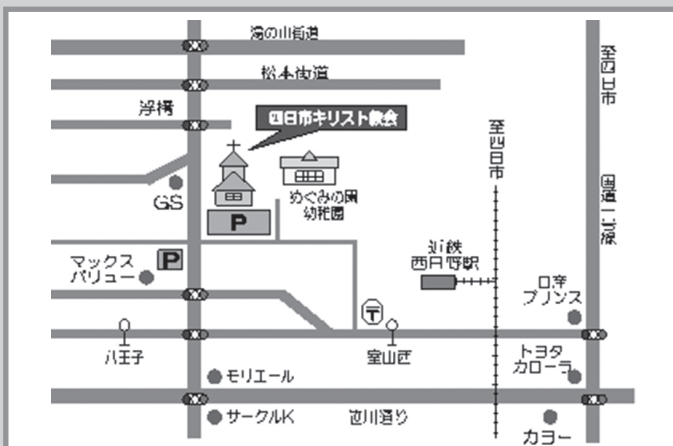 湯の山街道
松本街道
浮橋
四日市キリスト教会
至四日市
至四日市
国道一号線
GS
めぐみの園
幼稚園
P
P
マックス
バリュー
近鉄
西日野駅
日産
プリンス
〒
八王子
室山西
トヨタ
カローラ
モリエール
サークルK
笹川通り
カヨー